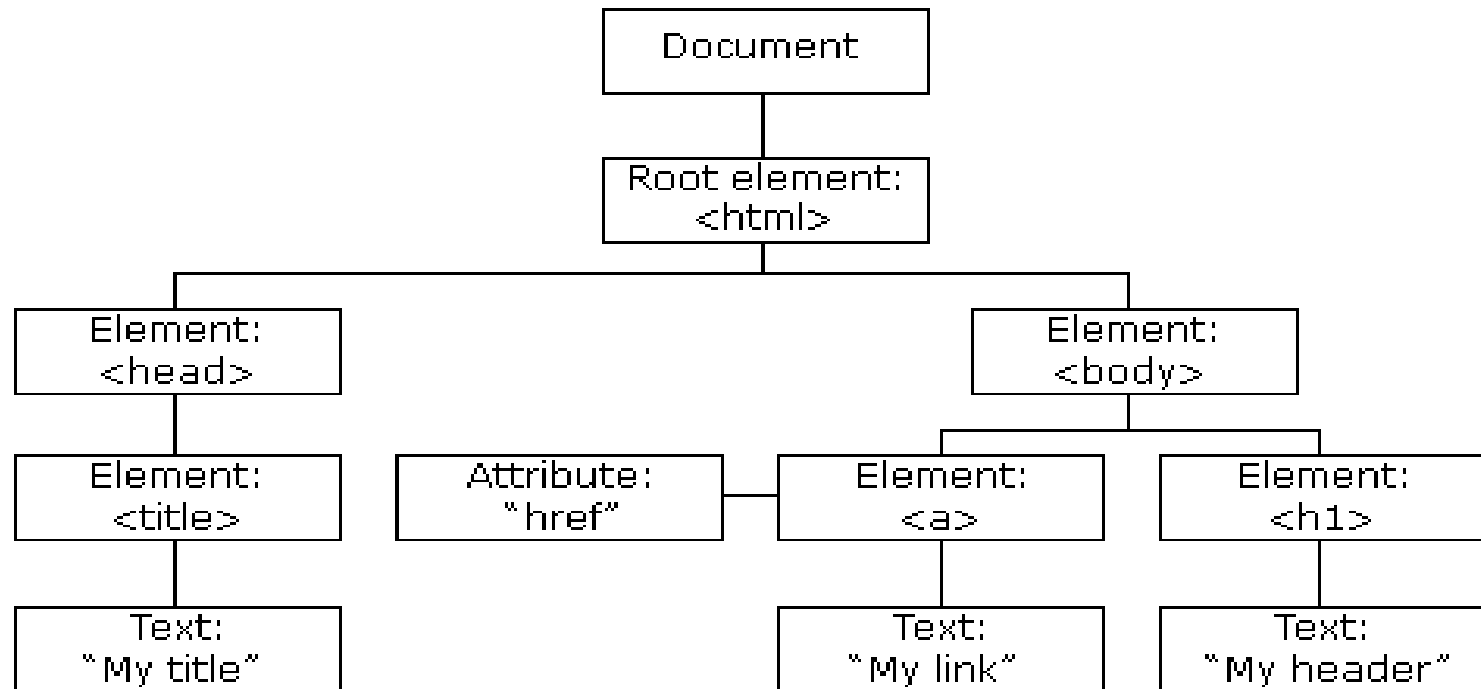 Document
Root element:
<html>
Element:
<head>
Element:
<body>
Element:
<title>
Attribute:
“href”
Element:
<a>
Element:
<h1>
Text:
“My title”
Text:
“My link”
Text:
“My header”